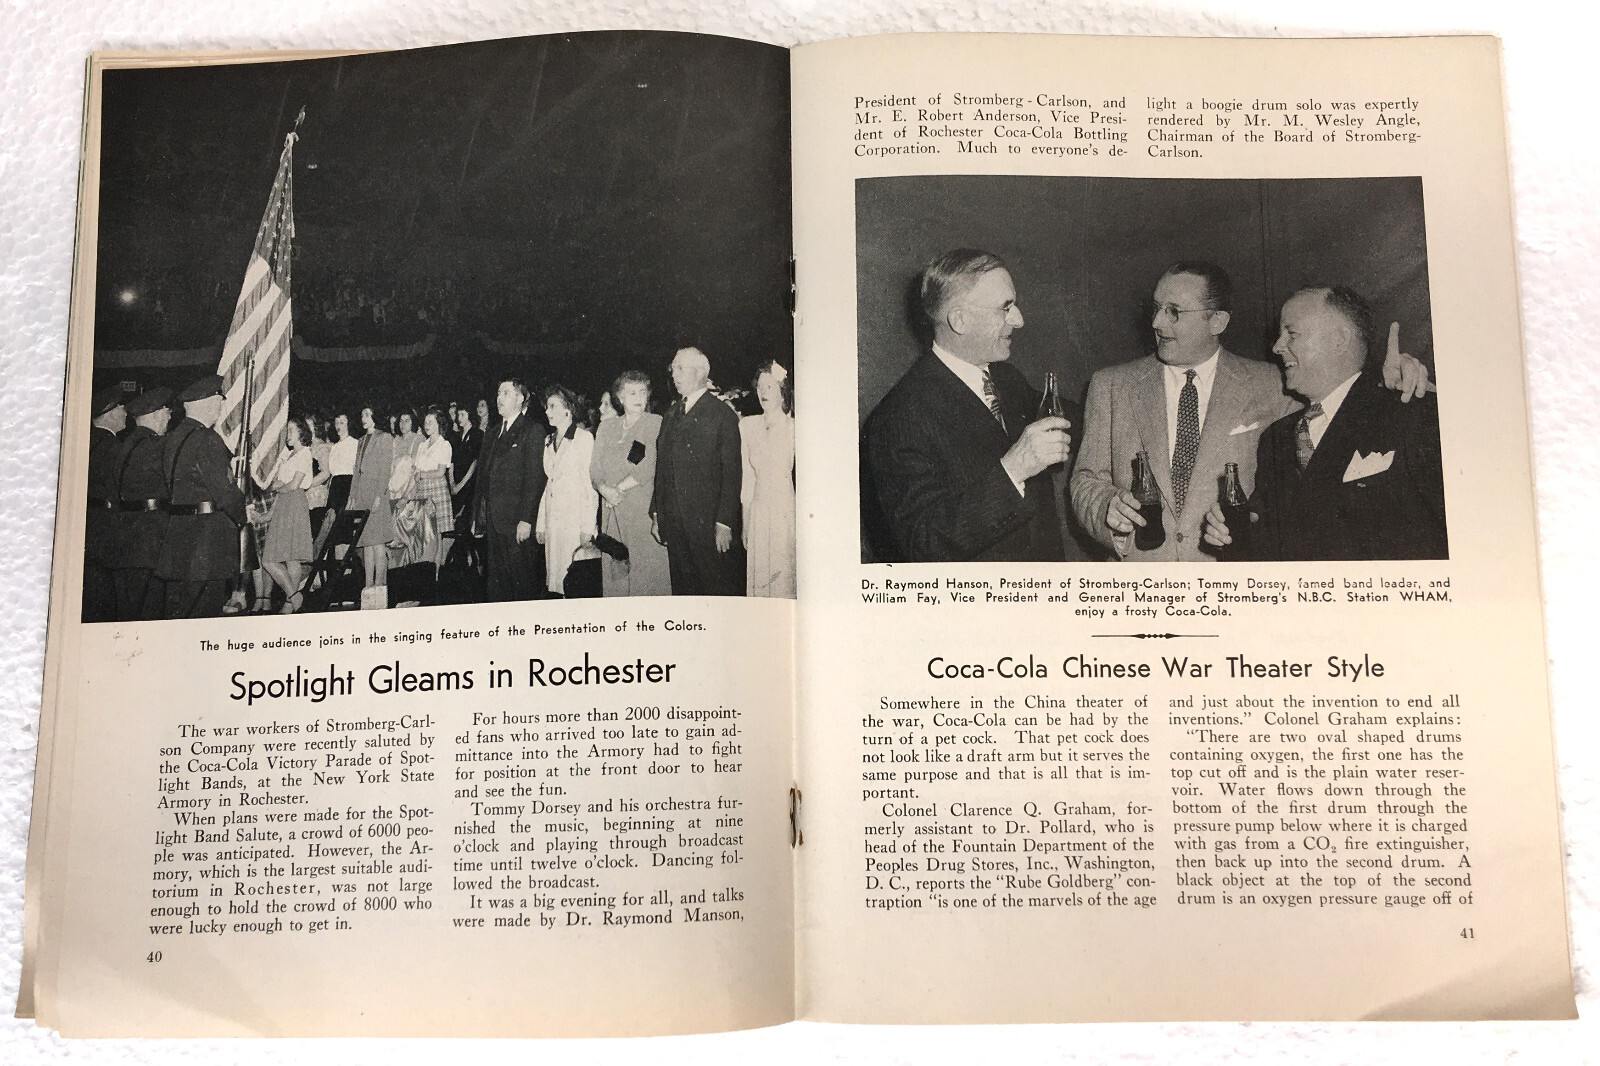 The huge audience joins in the singing feature of the Presentation of the Colors.
Spotlight Gleams in Rochester
The war workers of Stromberg-Carl-
son Company were recently saluted by
the Coca-Cola Victory Parade of Spot-
light Bands, at the New York State
Armory in Rochester.
When plans were made for the Spot-
light Band Salute, a crowd of 6000 peo-
ple was anticipated. However, the Ar-
mory, which is the largest suitable audi-
torium in Rochester, was not large
enough to hold the crowd of 8000 who
were lucky enough to get in.
For hours more than 2000 disappoint-
ed fans who arrived too late to gain ad-
mittance into the Armory had to fight
for position at the front door to hear
and see the fun.
Tommy Dorsey and his orchestra fur-
nished the music, beginning at nine
o'clock and playing through broadcast
time until twelve o'clock. Dancing fol-
lowed the broadcast.
It was a big evening for all, and talks
were made by Dr. Raymond Manson,
40
President of Stromberg-Carlson, and
Mr. E. Robert Anderson, Vice Presi-
dent of Rochester Coca-Cola Bottling
Corporation. Much to everyone's de-
light a boogie drum solo was expertly
rendered by Mr. M. Wesley Angle,
Chairman of the Board of Stromberg-
Carlson.
Dr. Raymond Hanson, President of Stromberg-Carlson; Tommy Dorsey, famed band leader, and
William Fay, Vice President and General Manager of Stromberg's N.B.C. Station WHAM,
enjoy a frosty Coca-Cola.
Coca-Cola Chinese War Theater Style
Somewhere in the China theater of
the war, Coca-Cola can be had by the
turn of a pet cock. That pet cock does
not look like a draft arm but it serves the
same purpose and that is all that is im-
portant.
Colonel Clarence Q. Graham, for-
merly assistant to Dr. Pollard, who is
head of the Fountain Department of the
Peoples Drug Stores, Inc., Washington,
D. C., reports the "Rube Goldberg" con-
traption "is one of the marvels of the age
and just about the invention to end all
inventions." Colonel Graham explains:
"There are two oval shaped drums
containing oxygen, the first one has the
top cut off and is the plain water reser-
voir. Water flows down through the
bottom of the first drum through the
pressure pump below where it is charged
with gas from a CO₂ fire extinguisher,
then back up into the second drum. A
black object at the top of the second
drum is an oxygen pressure gauge off of
41